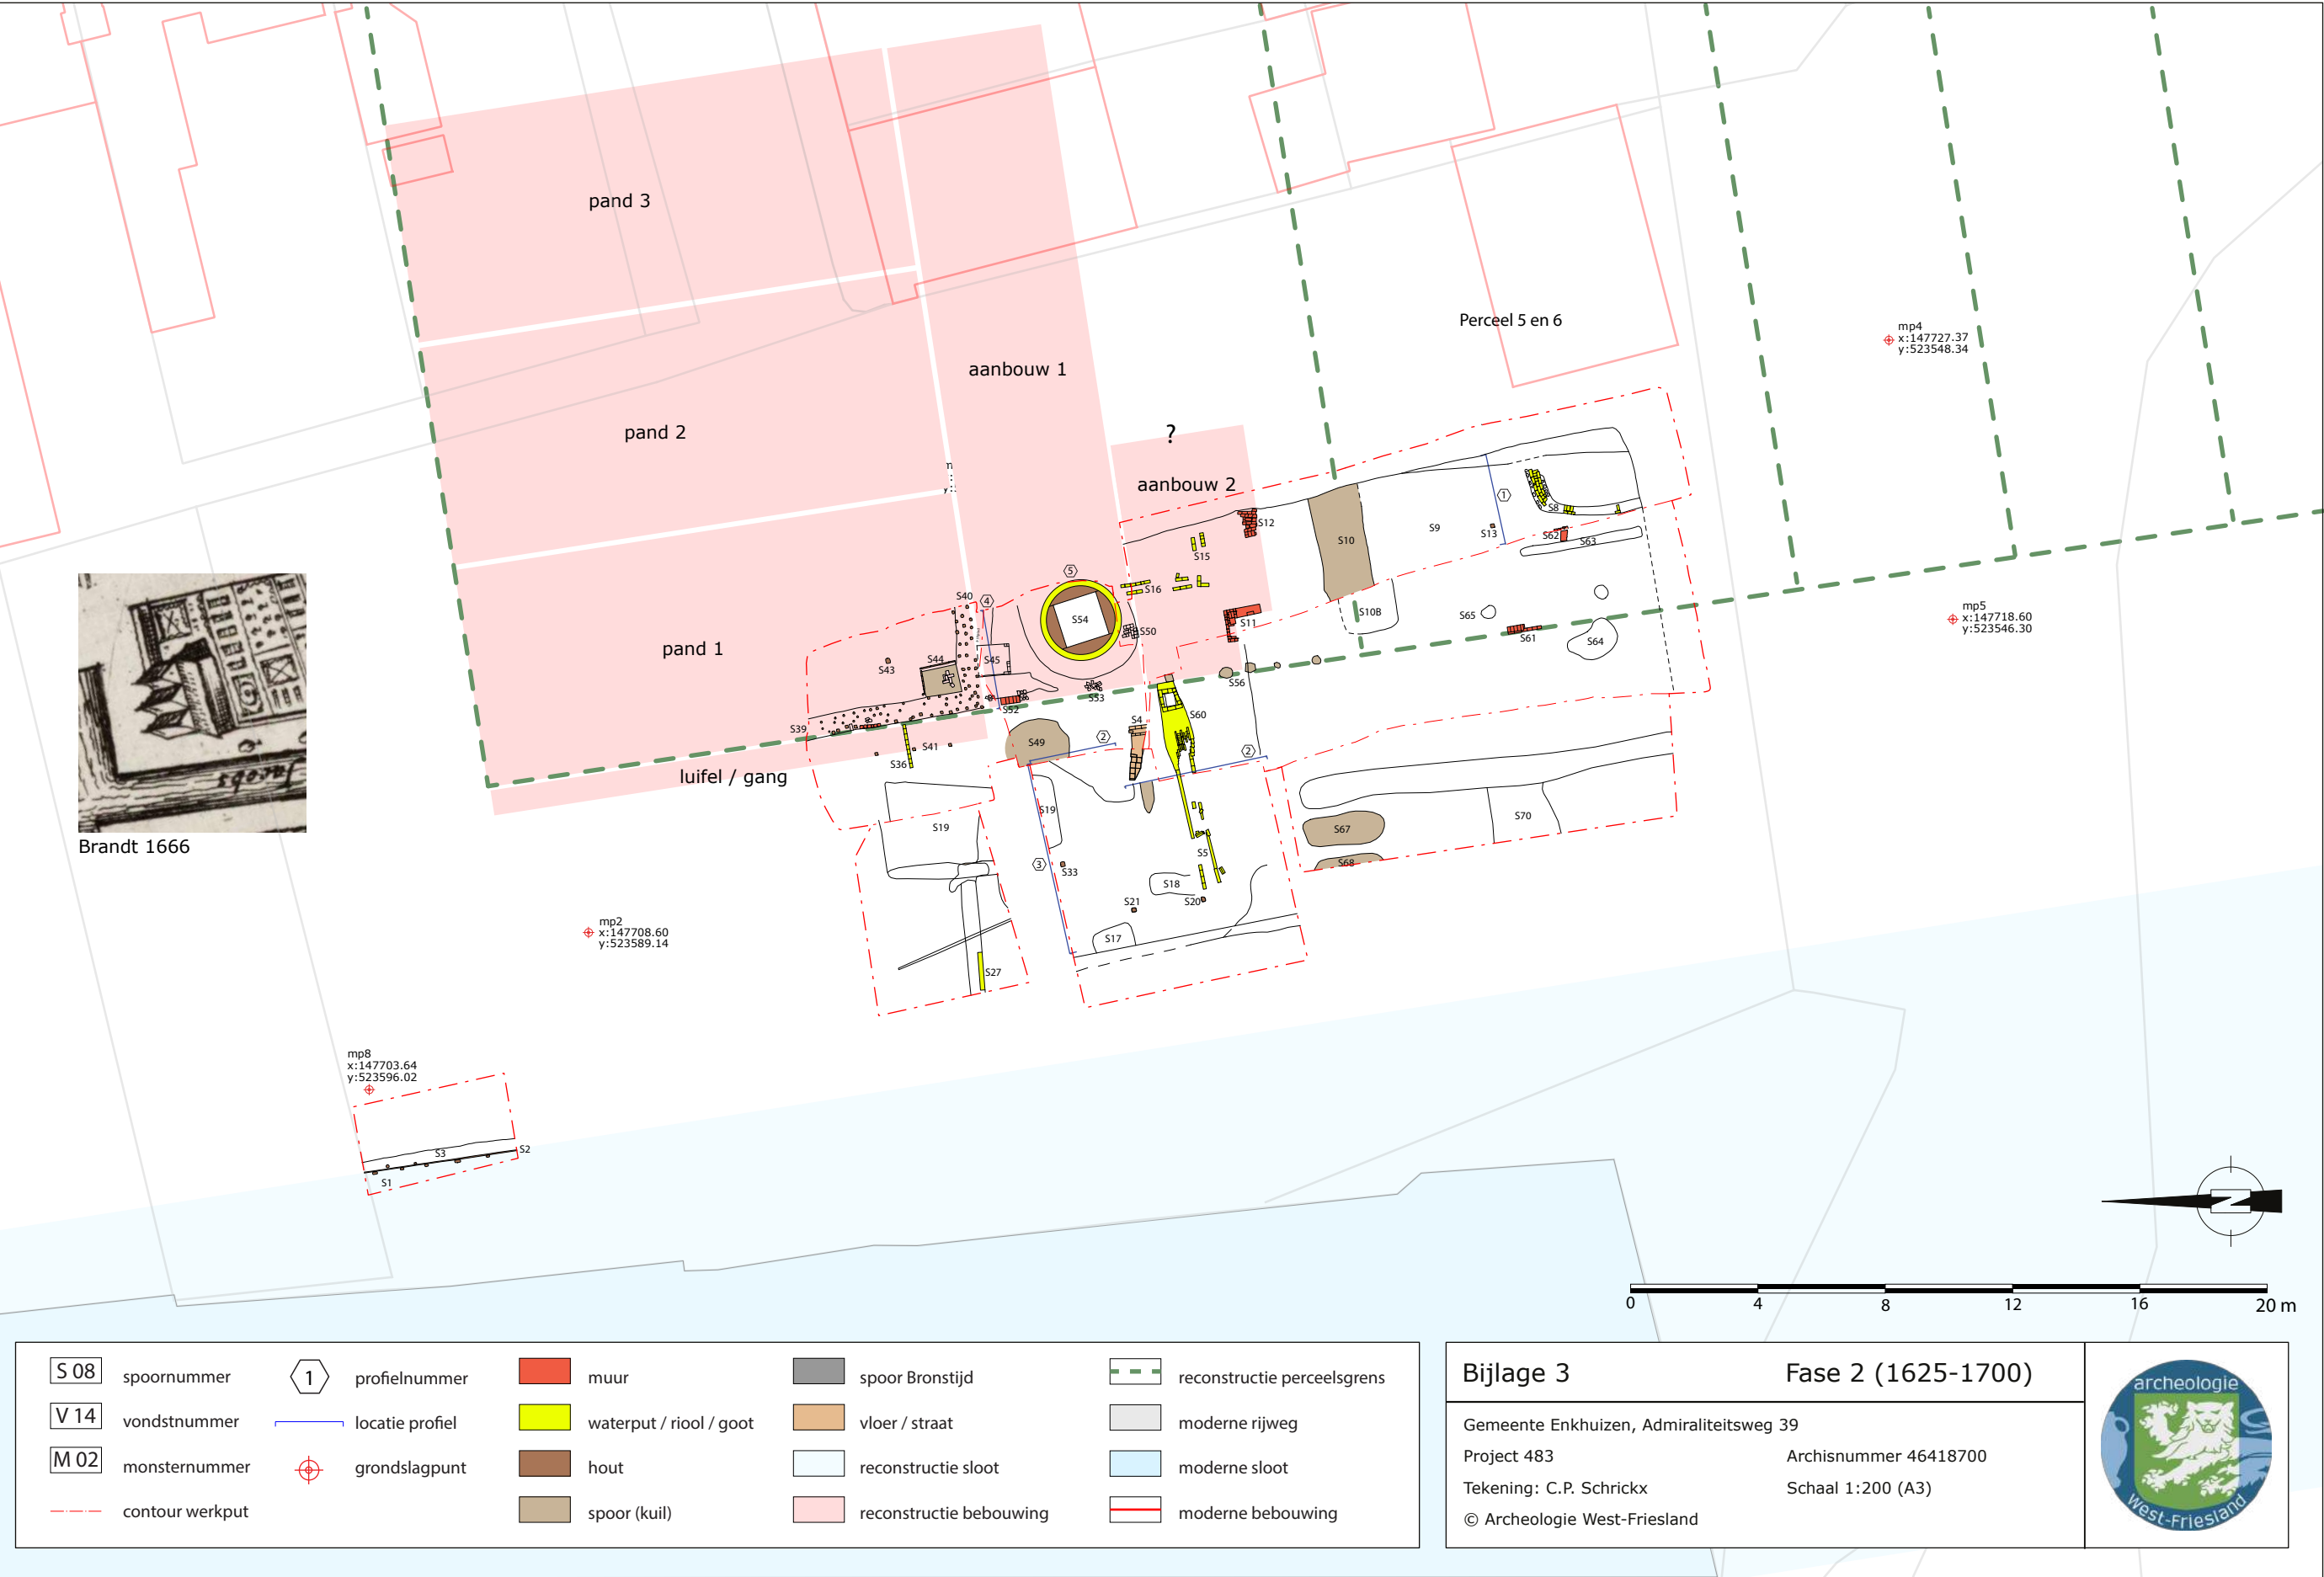 pand 3
Perceel 5 en 6
mp4
x:147727.37
y:523548.34
aanbouw 1
pand 2
?
aanbouw 2
S12
S15
S10
S9
1
S13
S8
S62
S63
5
S16
S40
4
S54
S50
S11
S10B
S65
S61
S64
mp5
x:147718.60
y:523546.30
pand 1
S43
S44
S45
S53
S56
S52
S39
S41
S36
luifel / gang
S49
2
S4
S60
2
Jacobs
Brandt 1666
S19
S19
3
S33
S5
S18
S21
S20
S17
S27
S67
S68
S70
mp2
x:147708.60
y:523589.14
mp8
x:147703.64
y:523596.02
S3
S2
S1
0 4 8 12 16 20 m
S 08 spoornummer
V 14 vondstnummer
M 02 monsternummer
contour werkput
1 profielnummer
locatie profiel
grondslagpunt
muur
waterput / riool / goot
hout
spoor (kuil)
spoor Bronstijd
vloer / straat
reconstructie sloot
reconstructie bebouwing
reconstructie perceelsgrens
moderne rijweg
moderne sloot
moderne bebouwing
Bijlage 3 Fase 2 (1625-1700)
Gemeente Enkhuizen, Admiraliteitsweg 39
Project 483 Archisnummer 46418700
Tekening: C.P. Schrickx Schaal 1:200 (A3)
© Archeologie West-Friesland
archeologie
West-Friesland